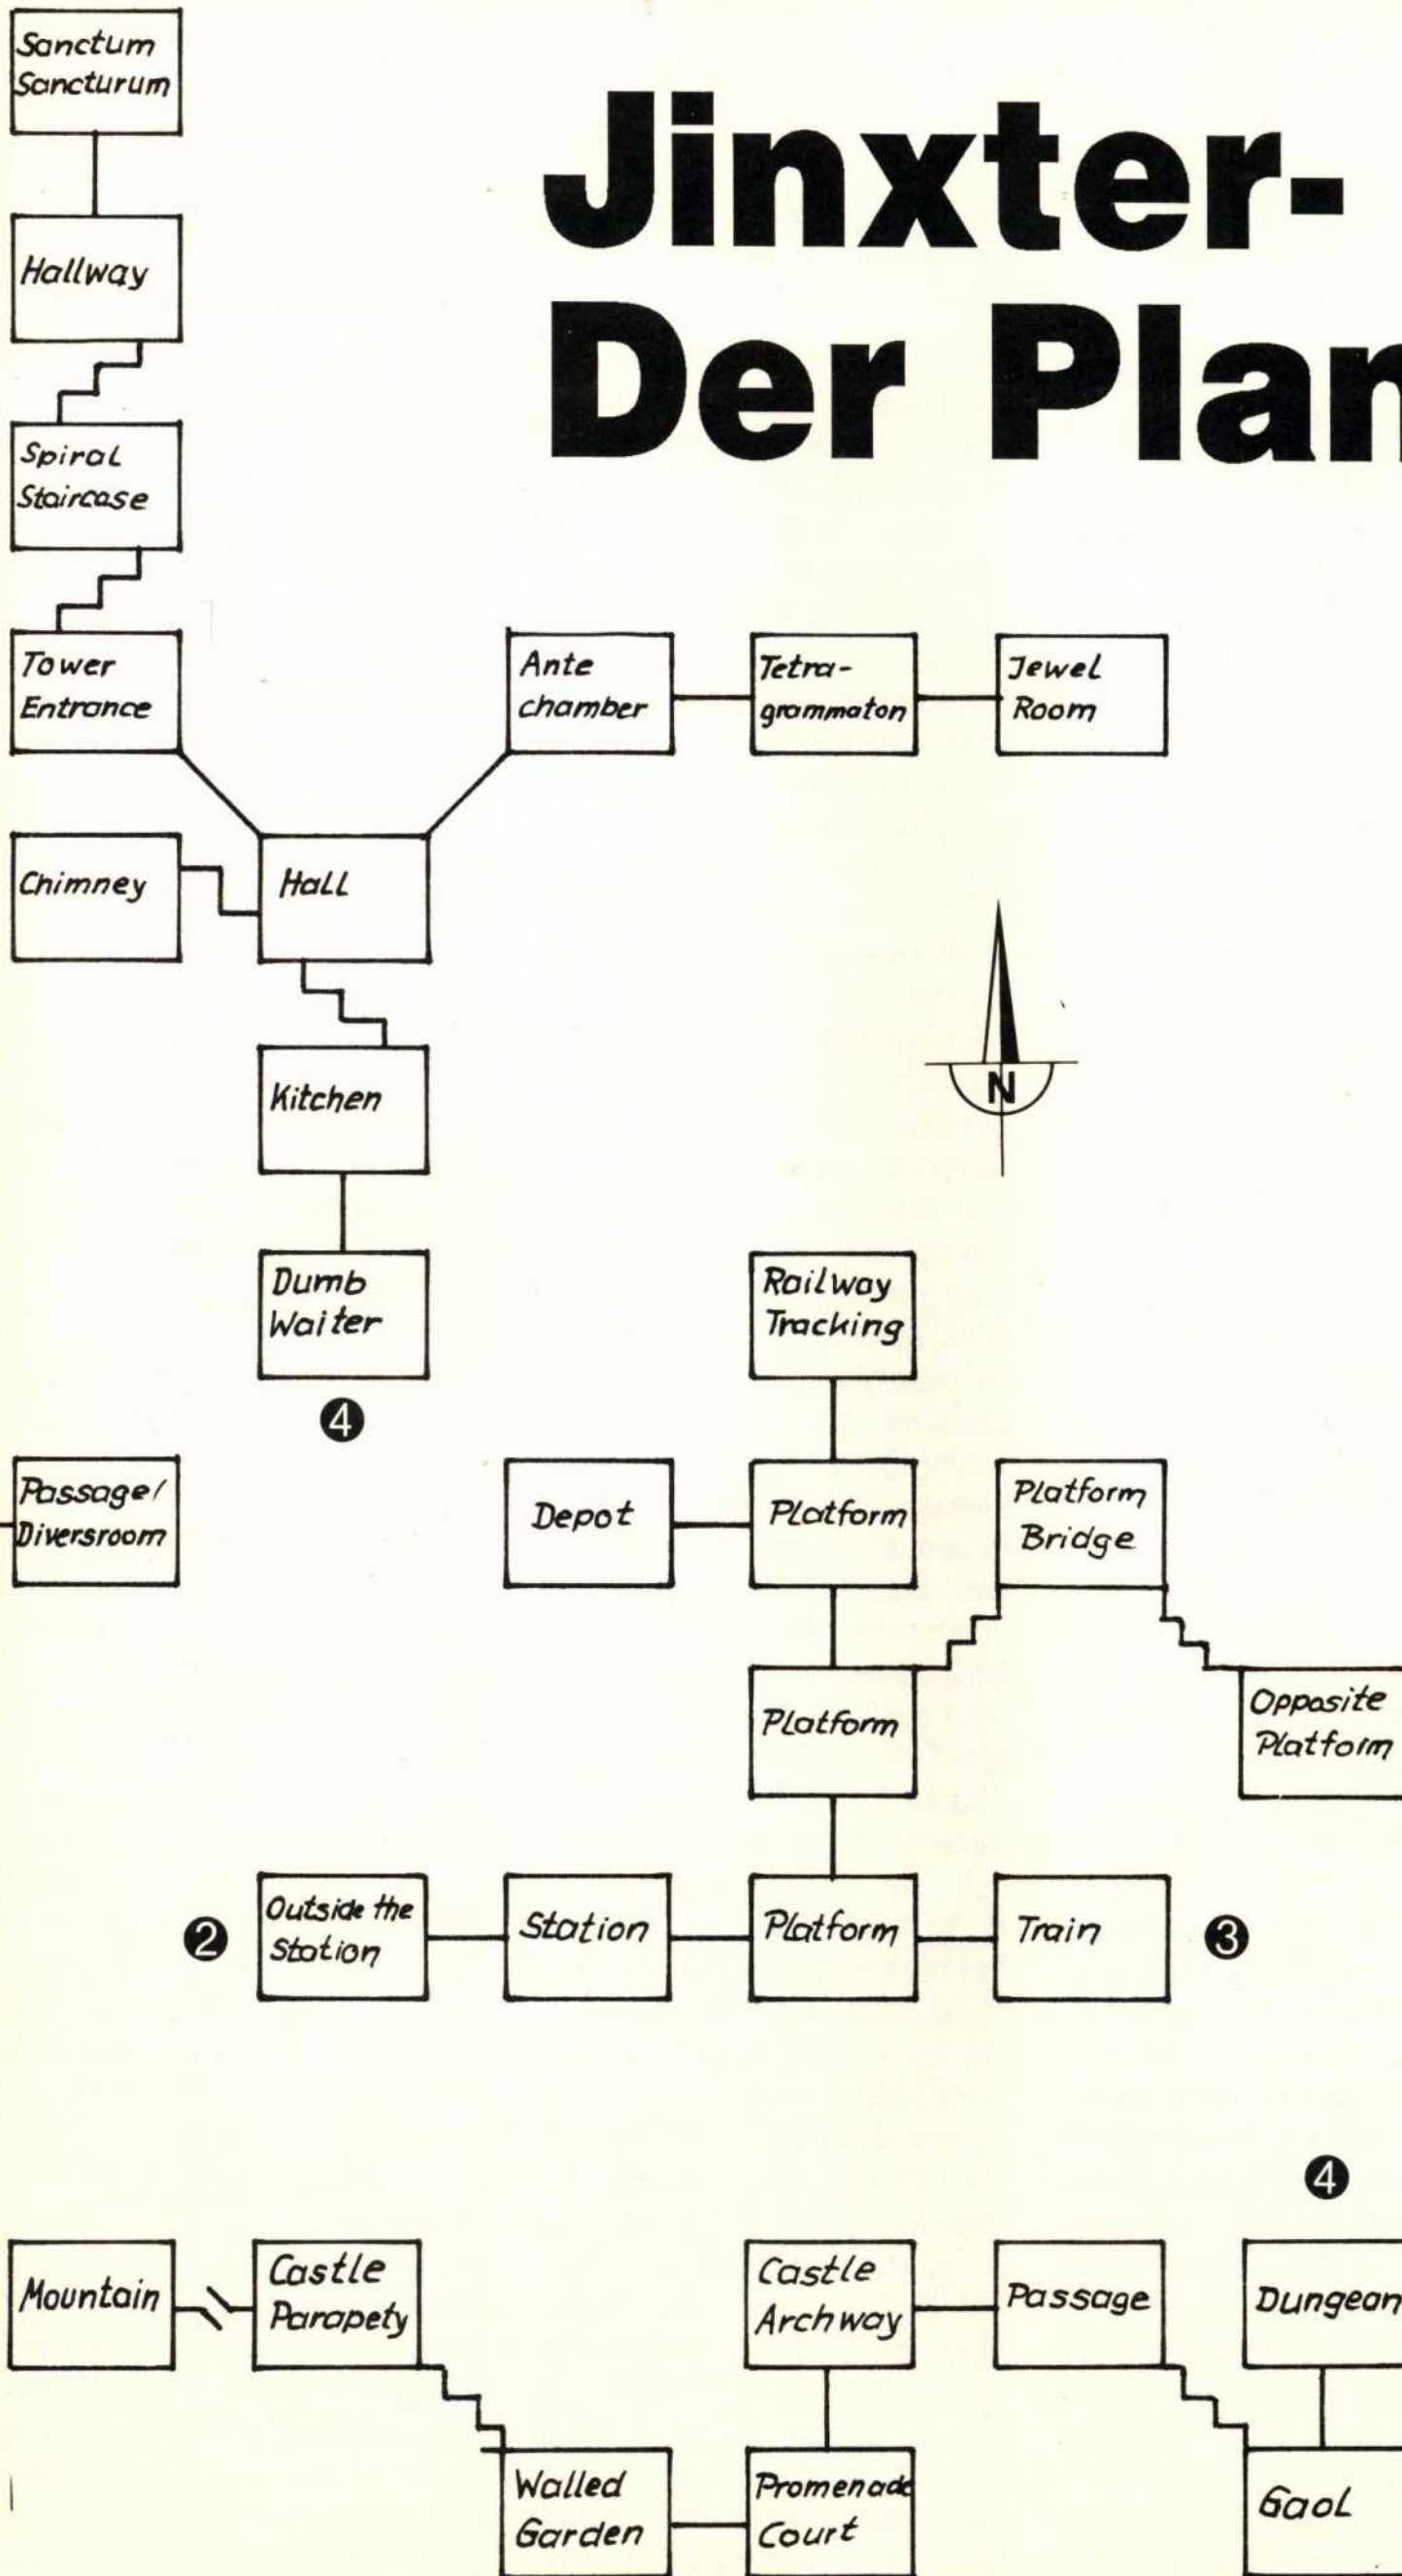 Jinxter-
Der Plan
Sanctum
Sancturum
Hallway
Spiral
Staircase
Tower
Entrance
Ante
chamber
Tetra-
grammaton
Jewel
Room
Chimney
Hall
N
Kitchen
Dumb
Waiter
4
Railway
Tracking
Passage/
Diversroom
Depot
Platform
Platform
Bridge
Platform
Opposite
Platform
2
Outside the
Station
Station
Platform
Train
3
4
Mountain
Castle
Parapety
Castle
Archway
Passage
Dungeon
Walled
Garden
Promenade
Court
Gaol